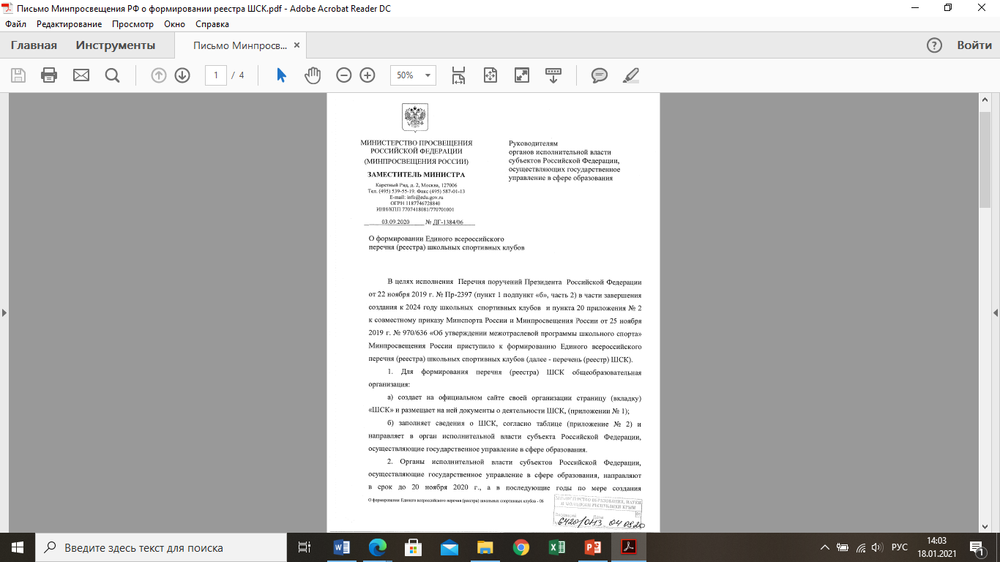 Письмо Минпросвещения РФ о формировании реестра ШСК.pdf - Adobe Acrobat Reader DC
Файл Редактирование Просмотр Окно Справка
Главная Инструменты Письмо Минпросв... Войти
1 / 4 50%
МИНИСТЕРСТВО ПРОСВЕЩЕНИЯ
РОССИЙСКОЙ ФЕДЕРАЦИИ
(МИНПРОСВЕЩЕНИЯ РОССИИ)
ЗАМЕСТИТЕЛЬ МИНИСТРА
Каретный Ряд, д. 2, Москва, 127006
Тел. (495) 539-55-19. Факс (495) 587-01-13
E-mail: info@edu.gov.ru
ОГРН 1187746728840
ИНН/КПП 7707418081/770701001
03.09.2020 № ДГ-1384/06
Руководителям
органов исполнительной власти
субъектов Российской Федерации,
осуществляющих государственное
управление в сфере образования
О формировании Единого всероссийского
перечня (реестра) школьных спортивных клубов
В целях исполнения Перечня поручений Президента Российской Федерации
от 22 ноября 2019 г. № Пр-2397 (пункт 1 подпункт «б», часть 2) в части завершения
создания к 2024 году школьных спортивных клубов и пункта 20 приложения № 2
к совместному приказу Минспорта России и Минпросвещения России от 25 ноября
2019 г. № 970/636 «Об утверждении межотраслевой программы школьного спорта»
Минпросвещения России приступило к формированию Единого всероссийского
перечня (реестра) школьных спортивных клубов (далее - перечень (реестр) ШСК).
1. Для формирования перечня (реестра) ШСК общеобразовательная
организация:
а) создает на официальном сайте своей организации страницу (вкладку)
«ШСК» и размещает на ней документы о деятельности ШСК, (приложении № 1);
б) заполняет сведения о ШСК, согласно таблице (приложение № 2) и
направляет в орган исполнительной власти субъекта Российской Федерации,
осуществляющие государственное управление в сфере образования.
2. Органы исполнительной власти субъектов Российской Федерации,
осуществляющие государственное управление в сфере образования, направляют
в срок до 20 ноября 2020 г., а в последующие годы по мере создания
О формировании Единого всероссийского перечня (реестра) школьных спортивных клубов - 06
МИНИСТЕРСТВО ОБРАЗОВАНИЯ, НАУКИ
И МОЛОДЕЖИ РЕСПУБЛИКИ КРЫМ
Введите здесь текст для поиска
РУС
14:03
18.01.2021
1